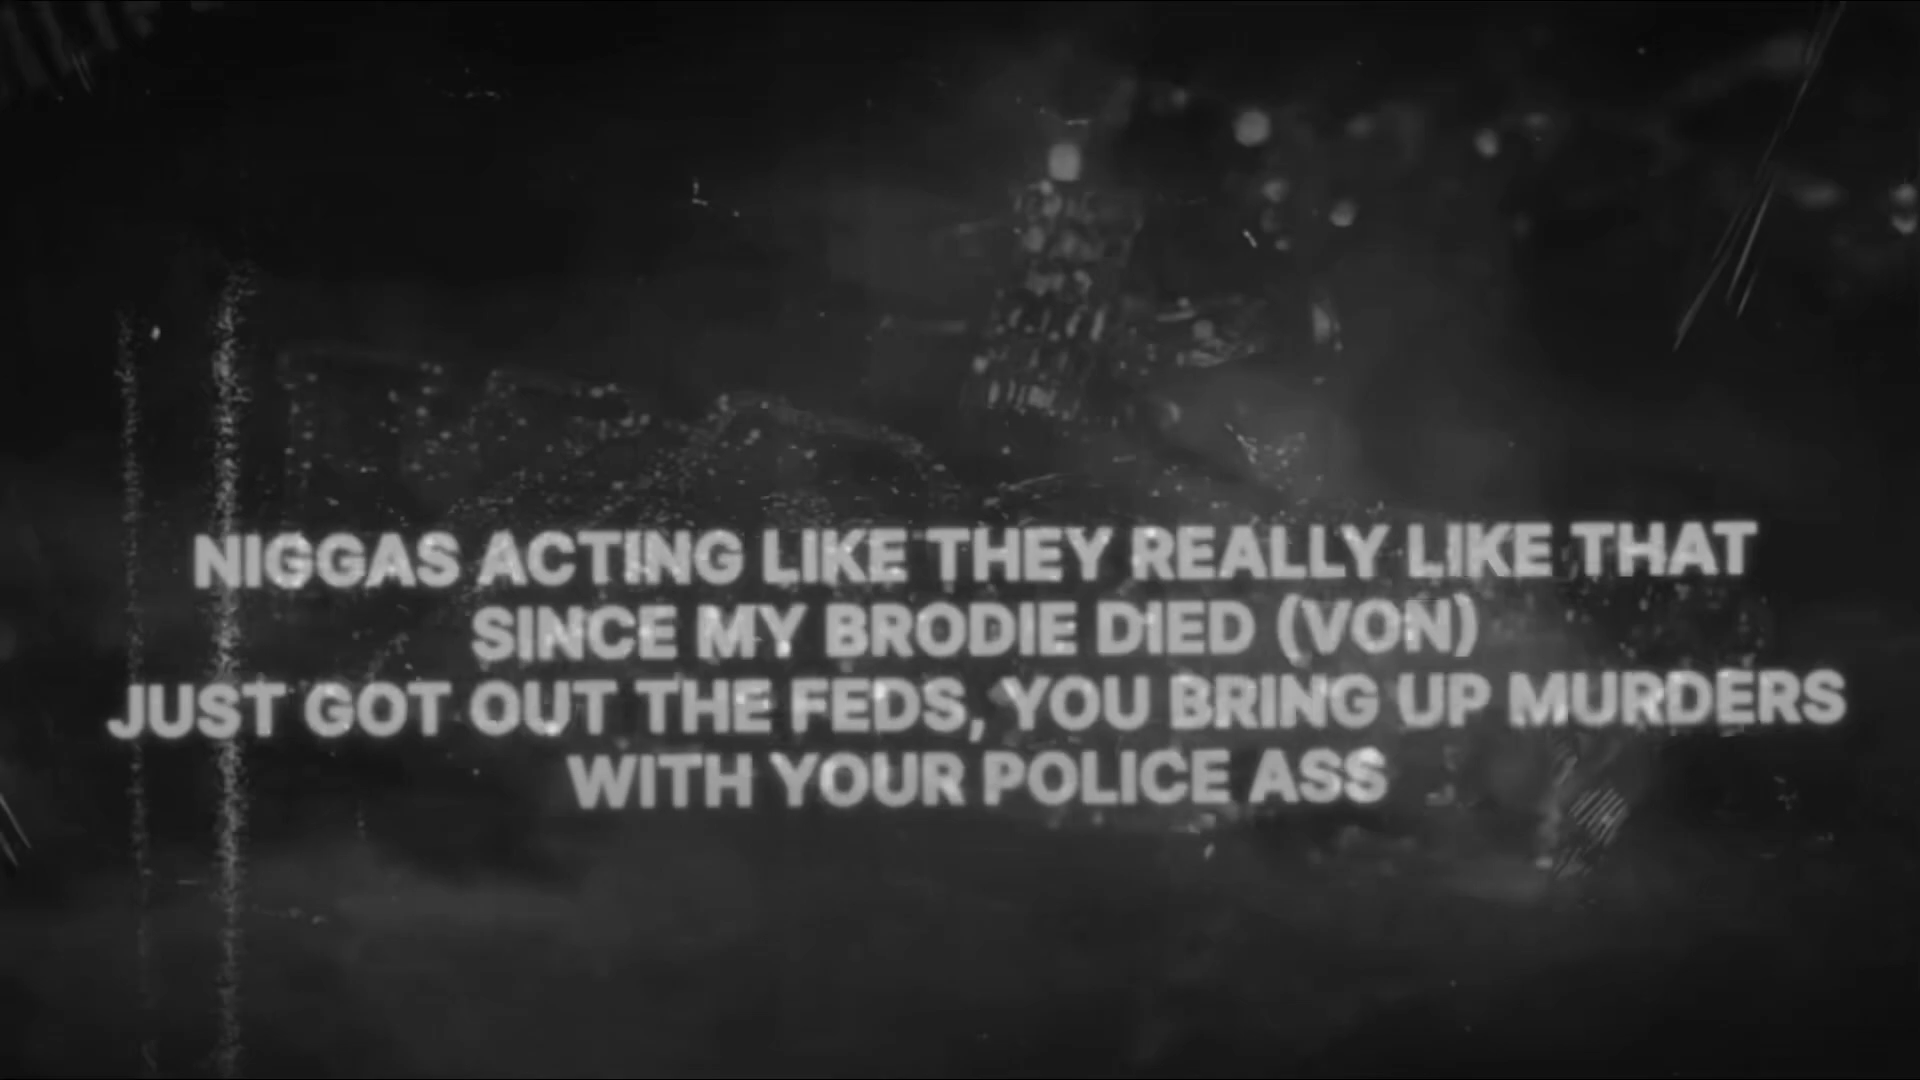 NIGGAS ACTING LIKE THEY REALLY LIKE THAT
SINCE MY BRODIE DIED (VON)
JUST GOT OUT THE FEDS, YOU BRING UP MURDERS
WITH YOUR POLICE ASS